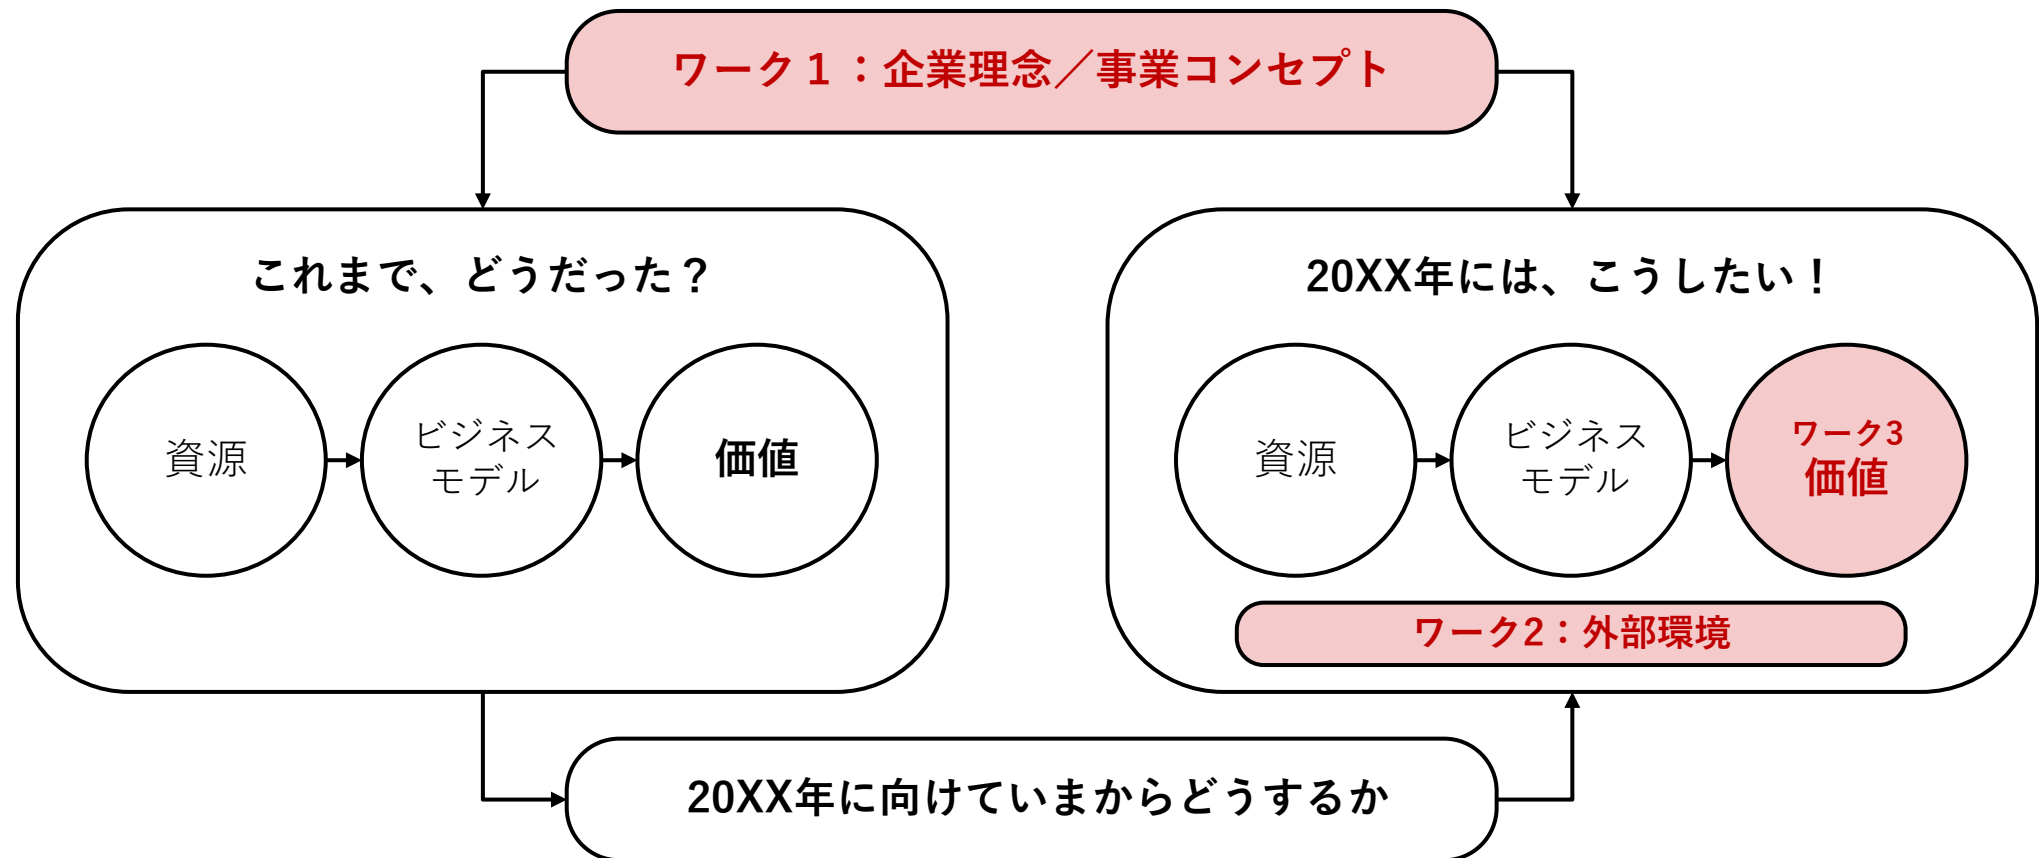 ワーク１：企業理念／事業コンセプト
これまで、どうだった？
資源
ビジネス
モデル
価値
20XX年には、こうしたい！
資源
ビジネス
モデル
ワーク3
価値
ワーク2：外部環境
20XX年に向けていまからどうするか